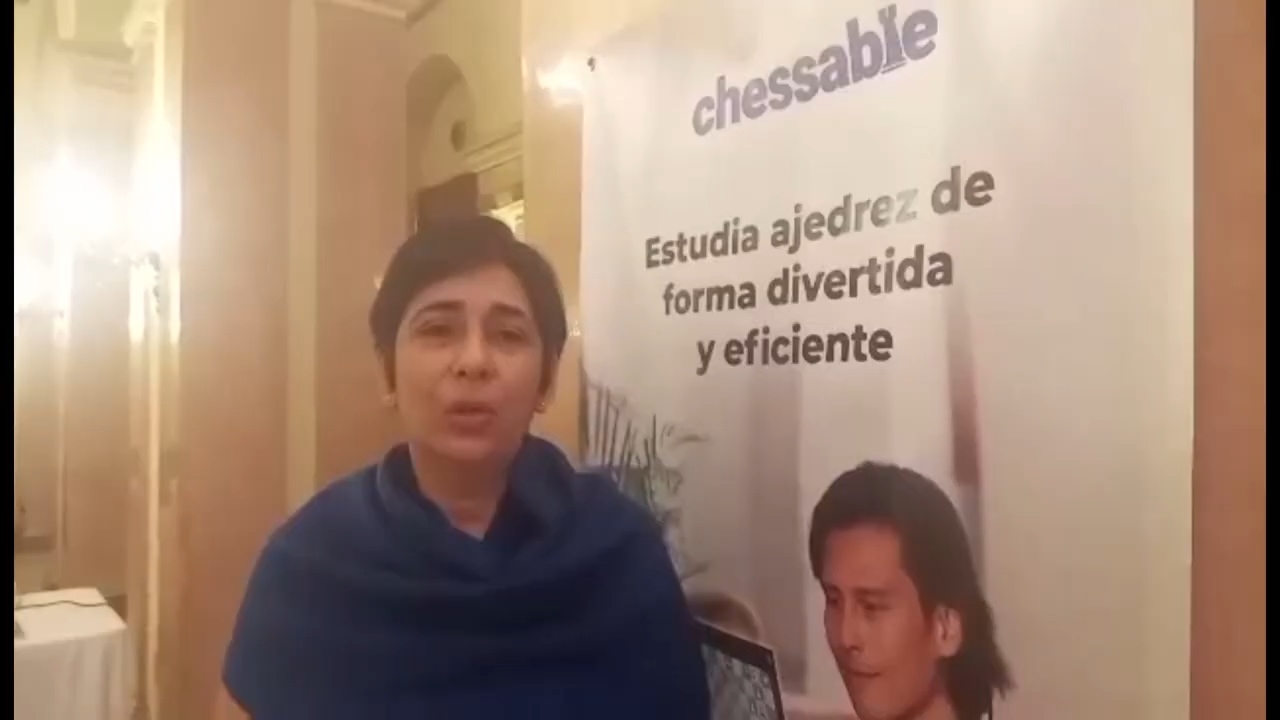 chessable
Estudia ajedrez de
forma divertida
y eficiente